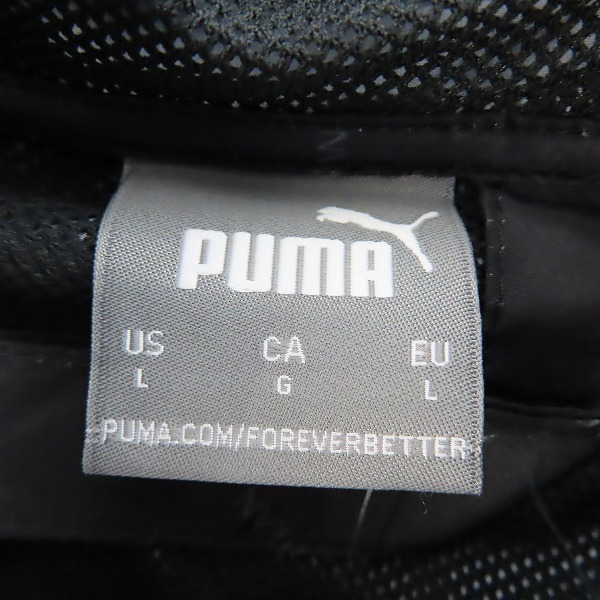 PUMA
US CA EU
L G L
PUMA.COM/FOREVERBETTER